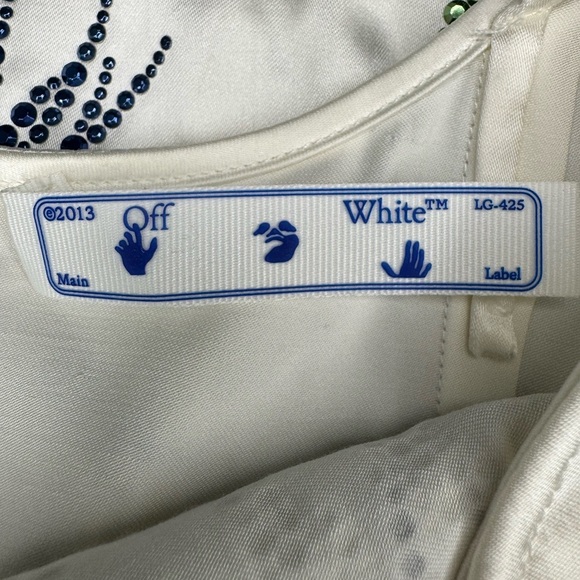 ©2013 Off White™ LG-425
Main Label